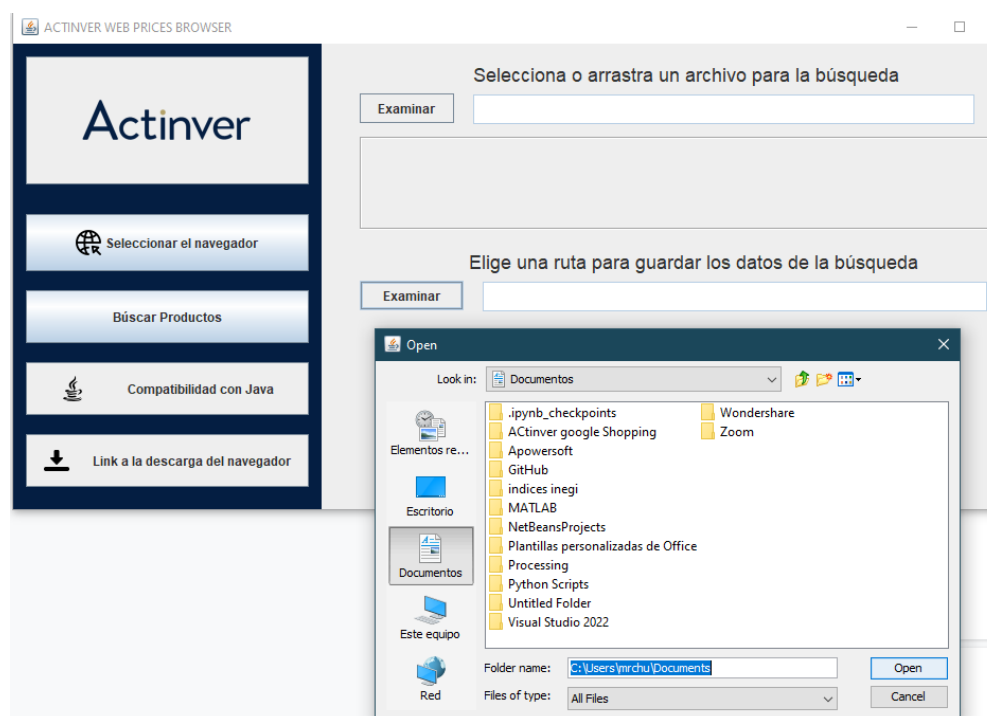 ACTINVER WEB PRICES BROWSER
Actinver
Seleccionar el navegador
Búscar Productos
Compatibilidad con Java
Link a la descarga del navegador
Selecciona o arrastra un archivo para la búsqueda
Examinar
Elige una ruta para guardar los datos de la búsqueda
Examinar
Open
Look in: Documentos
Elementos re...
Escritorio
Documentos
Este equipo
Red
.ipynb_checkpoints
ACtinver google Shopping
Apowersoft
GitHub
indices inegi
MATLAB
NetBeansProjects
Plantillas personalizadas de Office
Processing
Python Scripts
Untitled Folder
Visual Studio 2022
Wondershare
Zoom
Folder name: C:\Users\mrchu\Documents
Open
Files of type: All Files
Cancel